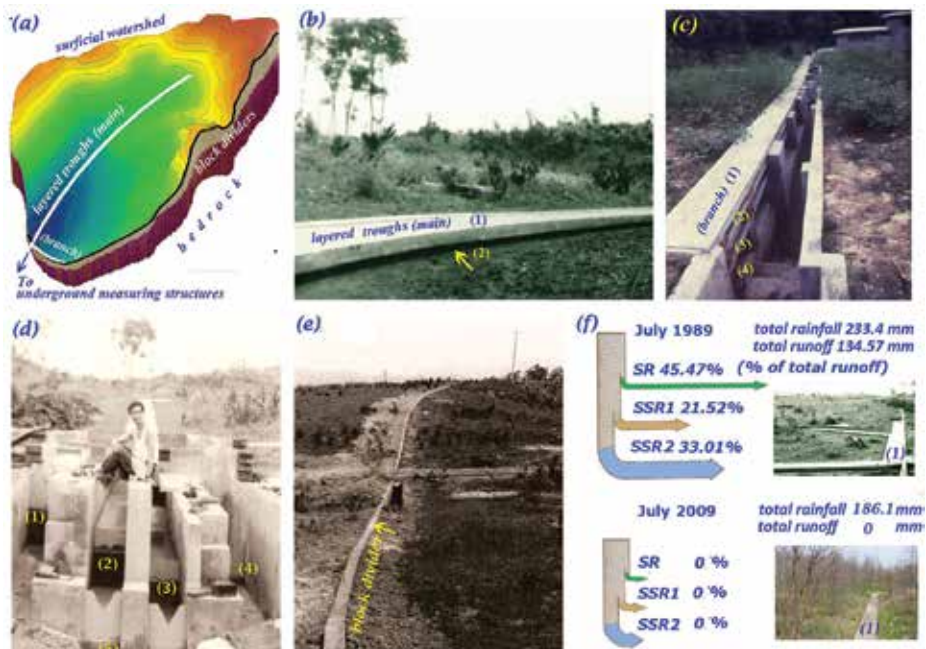 (a)
surficial watershed
layered troughs (main)
block dividers
(branch)
bedrock
To
underground measuring structures
(b)
layered troughs (main) (1)
(2)
(c)
(branch) (1)
(2)
(3)
(4)
(d)
(1)
(2)
(3)
(4)
(e)
block divider
(f)
July 1989
total rainfall 233.4 mm
total runoff 134.57 mm
SR 45.47% (% of total runoff)
SSR1 21.52%
SSR2 33.01%
(1)
July 2009
total rainfall 186.1 mm
total runoff 0 mm
SR 0 %
SSR1 0 %
SSR2 0 %
(1)